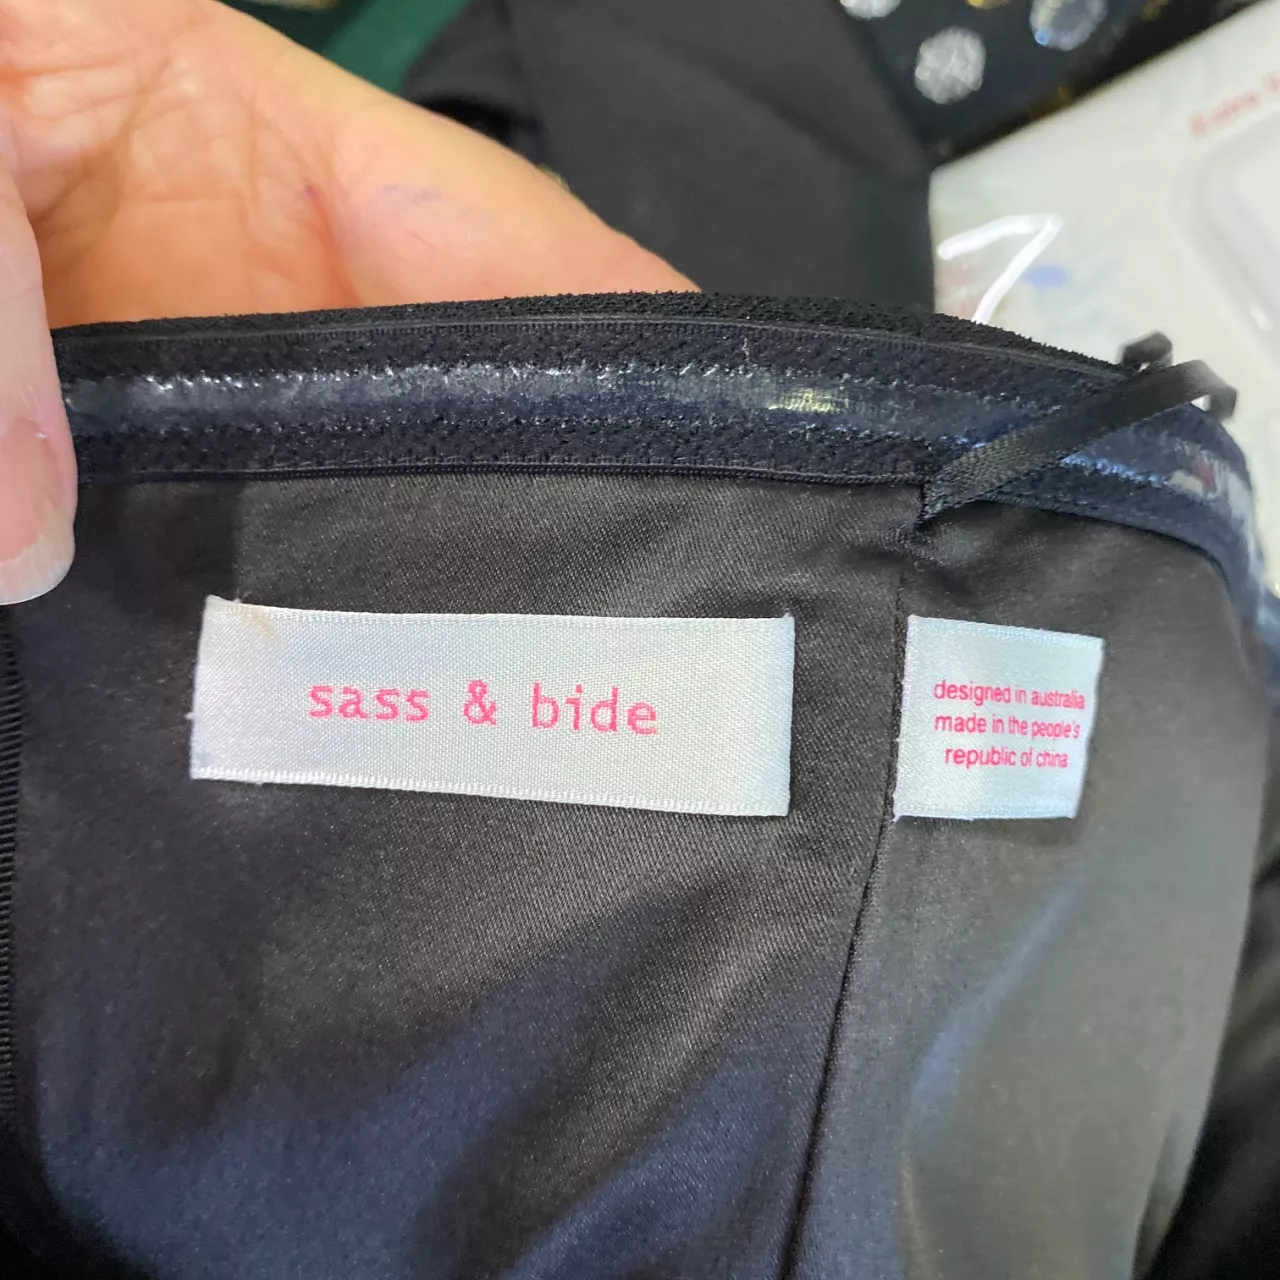 sass & bide
designed in australia
made in the people's
republic of china